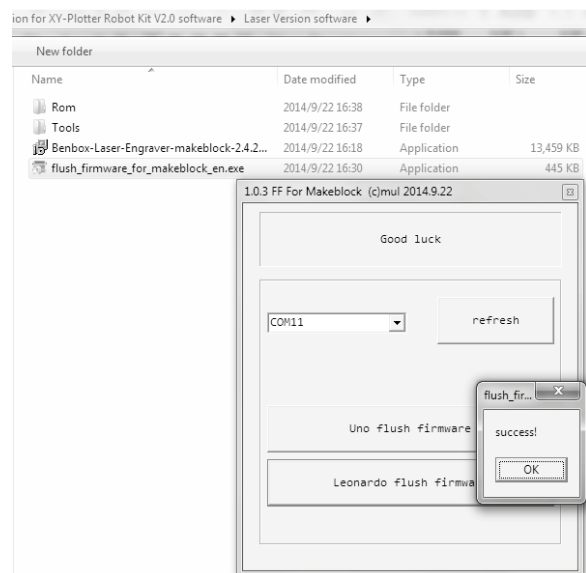 ion for XY-Plotter Robot Kit V2.0 software ▸ Laser Version software ▸
New folder
Name Date modified Type Size
Rom 2014/9/22 16:38 File folder
Tools 2014/9/22 16:37 File folder
Benbox-Laser-Engraver-makeblock-2.4.2... 2014/9/22 16:18 Application 13,459 KB
flush_firmware_for_makeblock_en.exe 2014/9/22 16:30 Application 445 KB
1.0.3 FF For Makeblock (c)mul 2014.9.22
Good luck
COM11 refresh
flush_fir...
Uno flush firmware
success!
OK
Leonardo flush firmwa